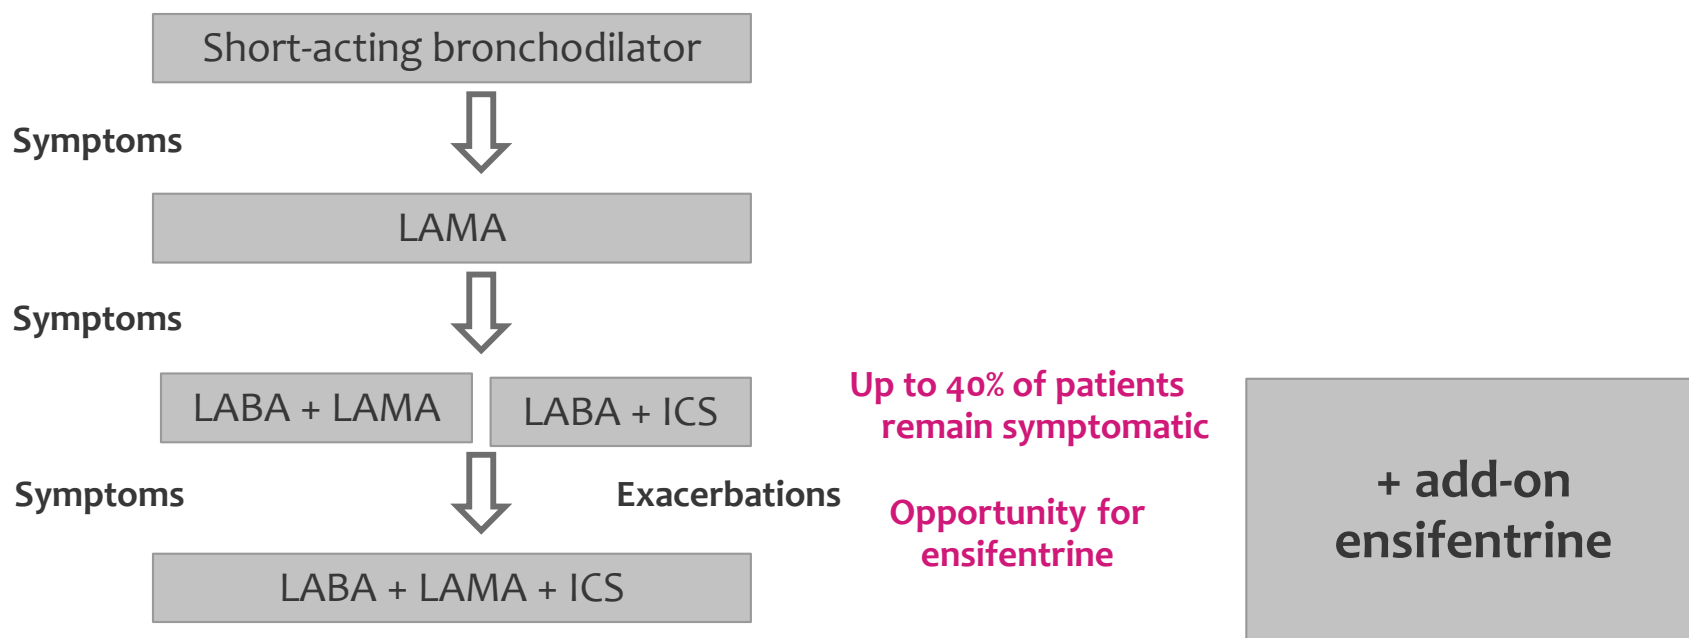 Short-acting bronchodilator
Symptoms
LAMA
Symptoms
LABA + LAMA
LABA + ICS
Up to 40% of patients
remain symptomatic
Symptoms
Exacerbations
Opportunity for
ensifentrine
+ add-on
ensifentrine
LABA + LAMA + ICS